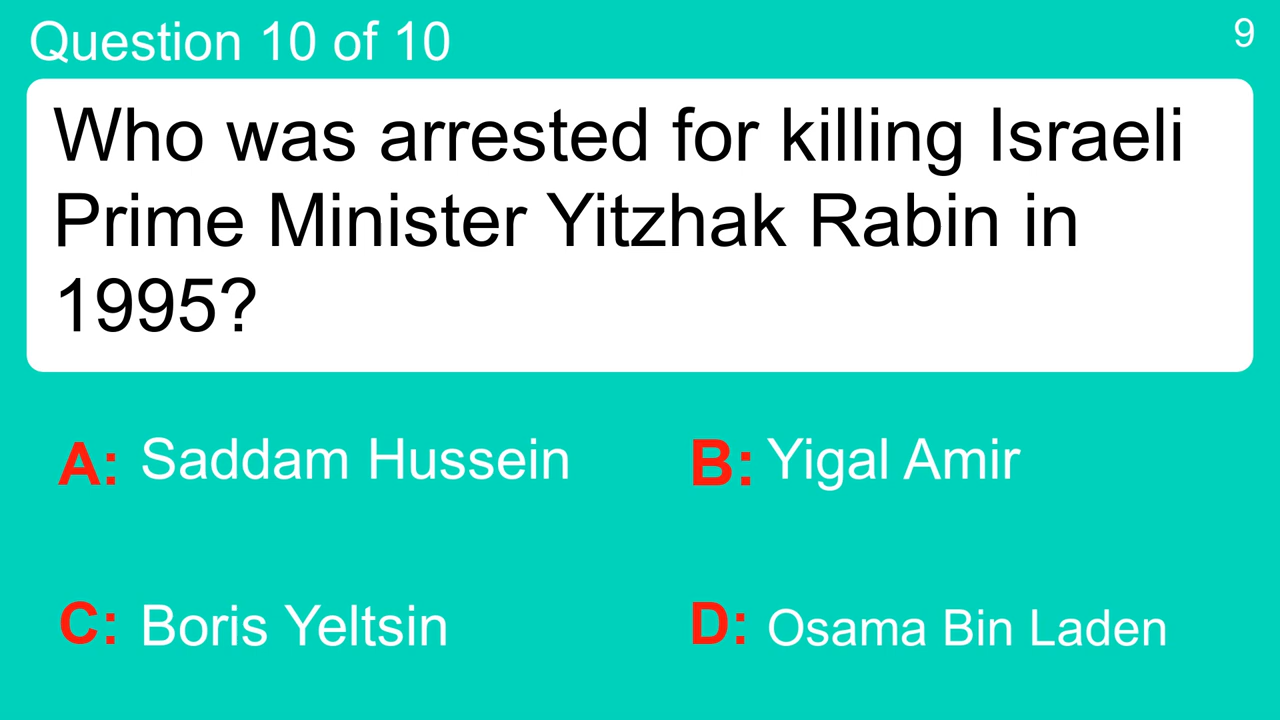 Question 10 of 10
9
Who was arrested for killing Israeli
Prime Minister Yitzhak Rabin in
1995?
A: Saddam Hussein
B: Yigal Amir
C: Boris Yeltsin
D: Osama Bin Laden